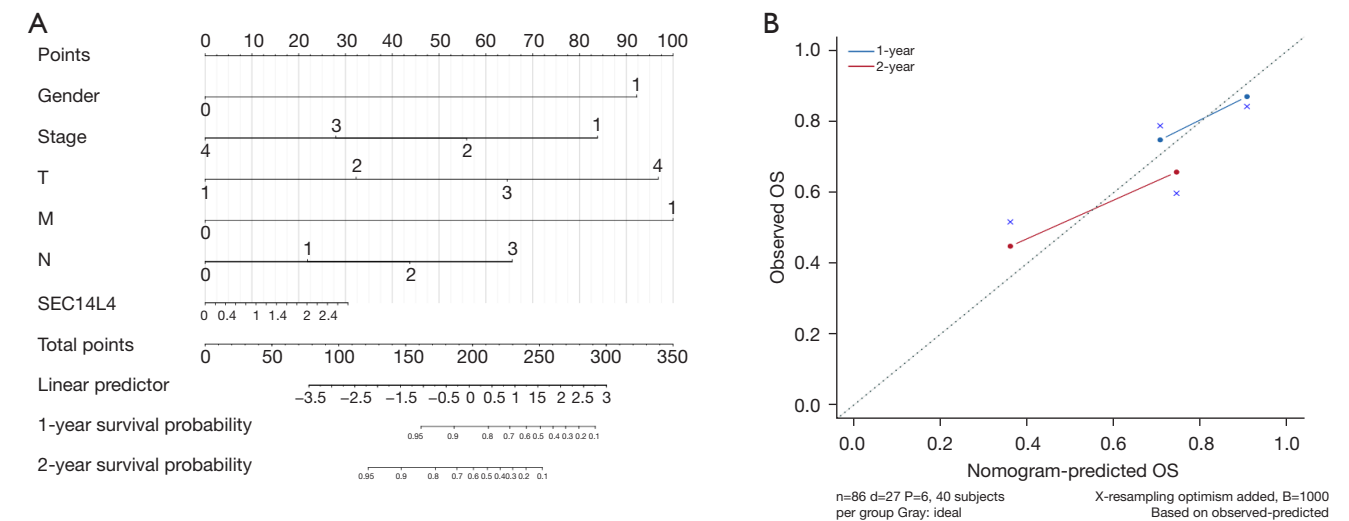 A
Points
0 10 20 30 40 50 60 70 80 90 100
Gender
1
0
Stage
3 1
4 2
T
2 4
1 3
M
1
0
N
1 3
0 2
SEC14L4
0 0.4 1 1.4 2 2.4
Total points
0 50 100 150 200 250 300 350
Linear predictor
−3.5 −2.5 −1.5 −0.5 0 0.5 1 15 2 2.5 3
1-year survival probability
0.95 0.9 0.8 0.7 0.6 0.5 0.4 0.3 0.2 0.1
2-year survival probability
0.95 0.9 0.8 0.7 0.6 0.5 0.4 0.3 0.2 0.1
B
1-year
2-year
Observed OS
1.0
0.8
0.6
0.4
0.2
0.0
0.0 0.2 0.4 0.6 0.8 1.0
Nomogram-predicted OS
n=86 d=27 P=6, 40 subjects
per group Gray: ideal
X-resampling optimism added, B=1000
Based on observed-predicted